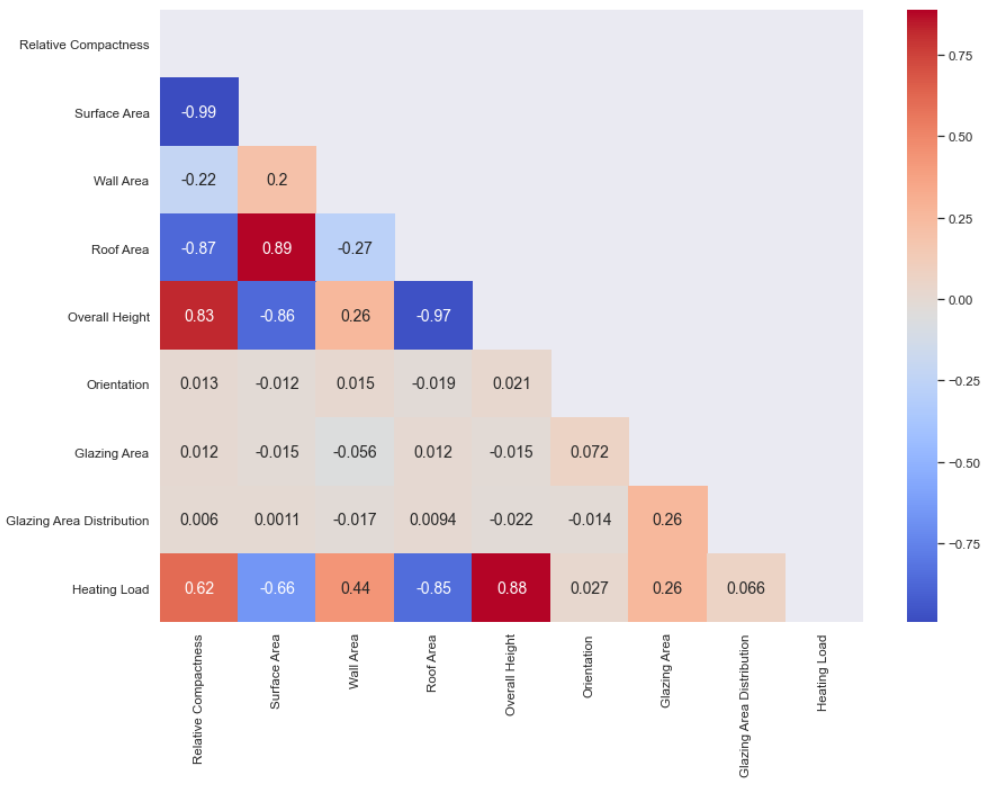 Relative Compactness
Surface Area -0.99
Wall Area -0.22 0.2
Roof Area -0.87 0.89 -0.27
Overall Height 0.83 -0.86 0.26 -0.97
Orientation 0.013 -0.012 0.015 -0.019 0.021
Glazing Area 0.012 -0.015 -0.056 0.012 -0.015 0.072
Glazing Area Distribution 0.006 0.0011 -0.017 0.0094 -0.022 -0.014 0.26
Heating Load 0.62 -0.66 0.44 -0.85 0.88 0.027 0.26 0.066
Relative Compactness
Surface Area
Wall Area
Roof Area
Overall Height
Orientation
Glazing Area
Glazing Area Distribution
Heating Load
0.75
0.50
0.25
0.00
−0.25
−0.50
−0.75